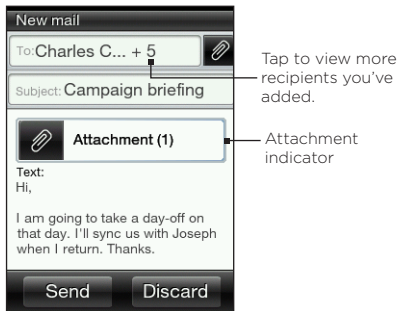 New mail
To: Charles C... + 5
Subject: Campaign briefing
Attachment (1)
Text:
Hi,
I am going to take a day-off on
that day. I'll sync us with Joseph
when I return. Thanks.
Send Discard
Tap to view more
recipients you've
added.
Attachment
indicator